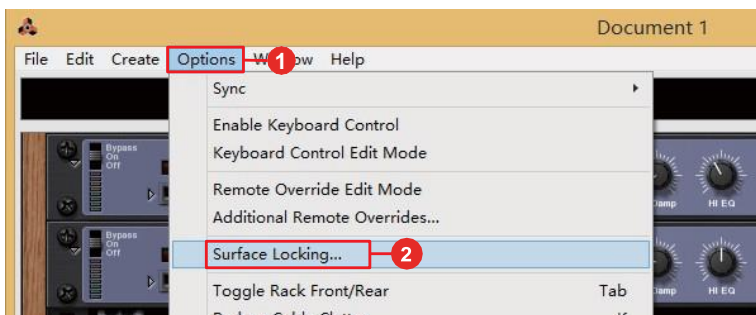 Document 1
File Edit Create Options 1 Help
Sync
Enable Keyboard Control
Bypass
On
Off
Keyboard Control Edit Mode
Remote Override Edit Mode
HI EQ
Additional Remote Overrides...
Bypass
On
Off
Surface Locking... 2
Toggle Rack Front/Rear Tab
HI EQ